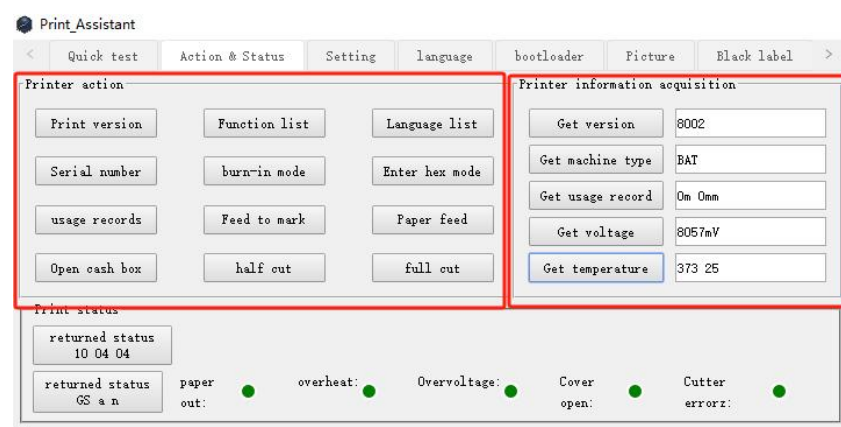 Print_Assistant
< Quick test Action & Status Setting language bootloader Picture Black label >
Printer action
Print version Function list Language list
Serial number burn-in mode Enter hex mode
usage records Feed to mark Paper feed
Open cash box half cut full cut
Printer information acquisition
Get version 8002
Get machine type BAT
Get usage record 0m 0mm
Get voltage 8057mV
Get temperature 373 25
Print status
returned status
10 04 04
returned status
GS a n
paper
out:
overheat:
Overvoltage:
Cover
open:
Cutter
errorz: